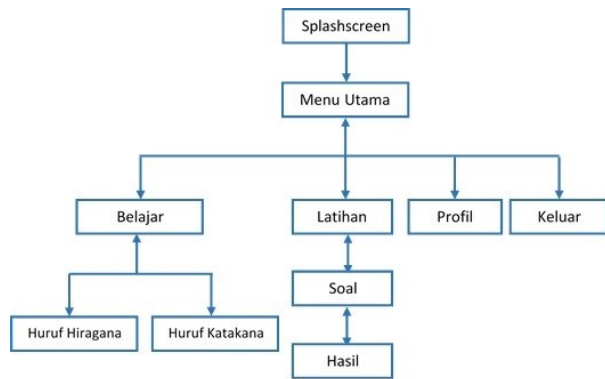 Splashscreen
Menu Utama
Belajar
Latihan
Profil
Keluar
Soal
Huruf Hiragana
Huruf Katakana
Hasil